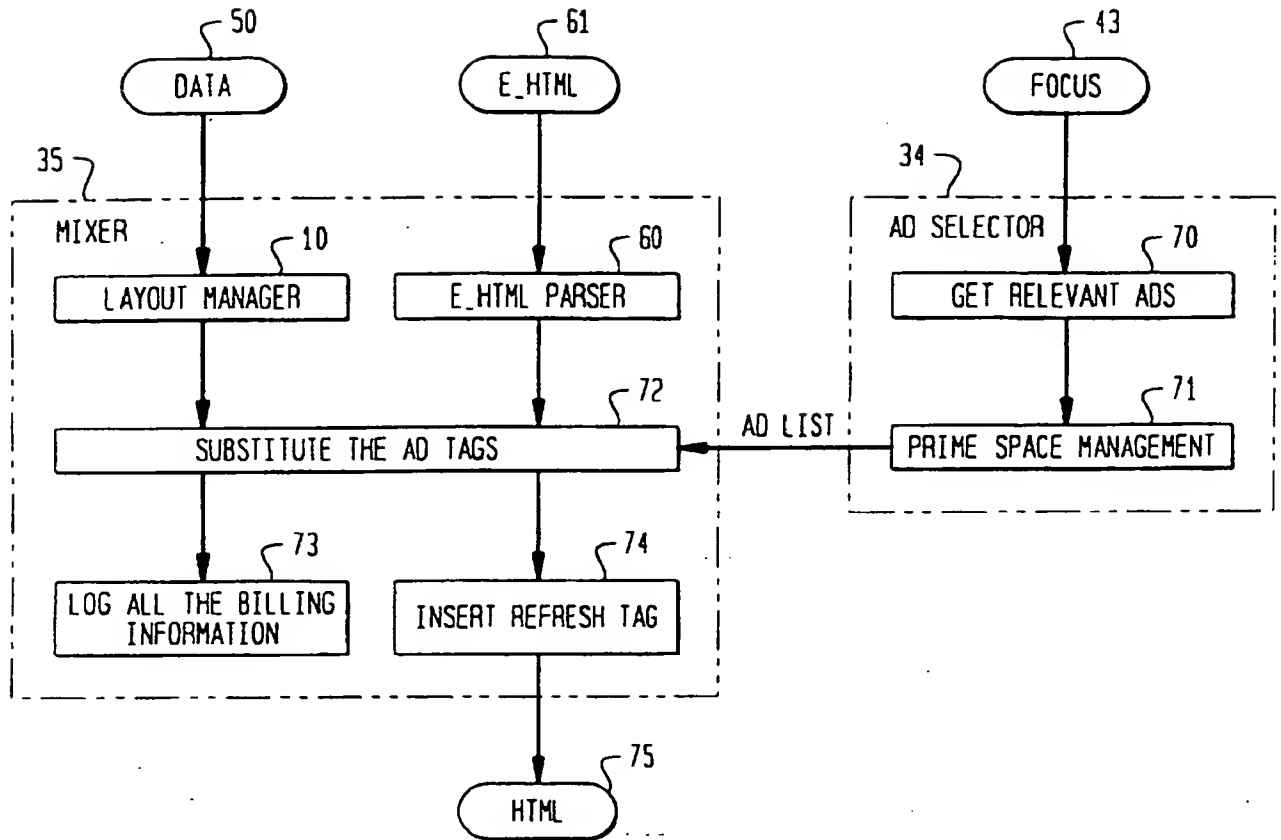 50
61
43
DATA
E_HTML
FOCUS
35
34
MIXER
10
60
AD SELECTOR
70
LAYOUT MANAGER
E_HTML PARSER
GET RELEVANT ADS
72
AD LIST
71
SUBSTITUTE THE AD TAGS
PRIME SPACE MANAGEMENT
73
74
LOG ALL THE BILLING
INFORMATION
INSERT REFRESH TAG
75
HTML